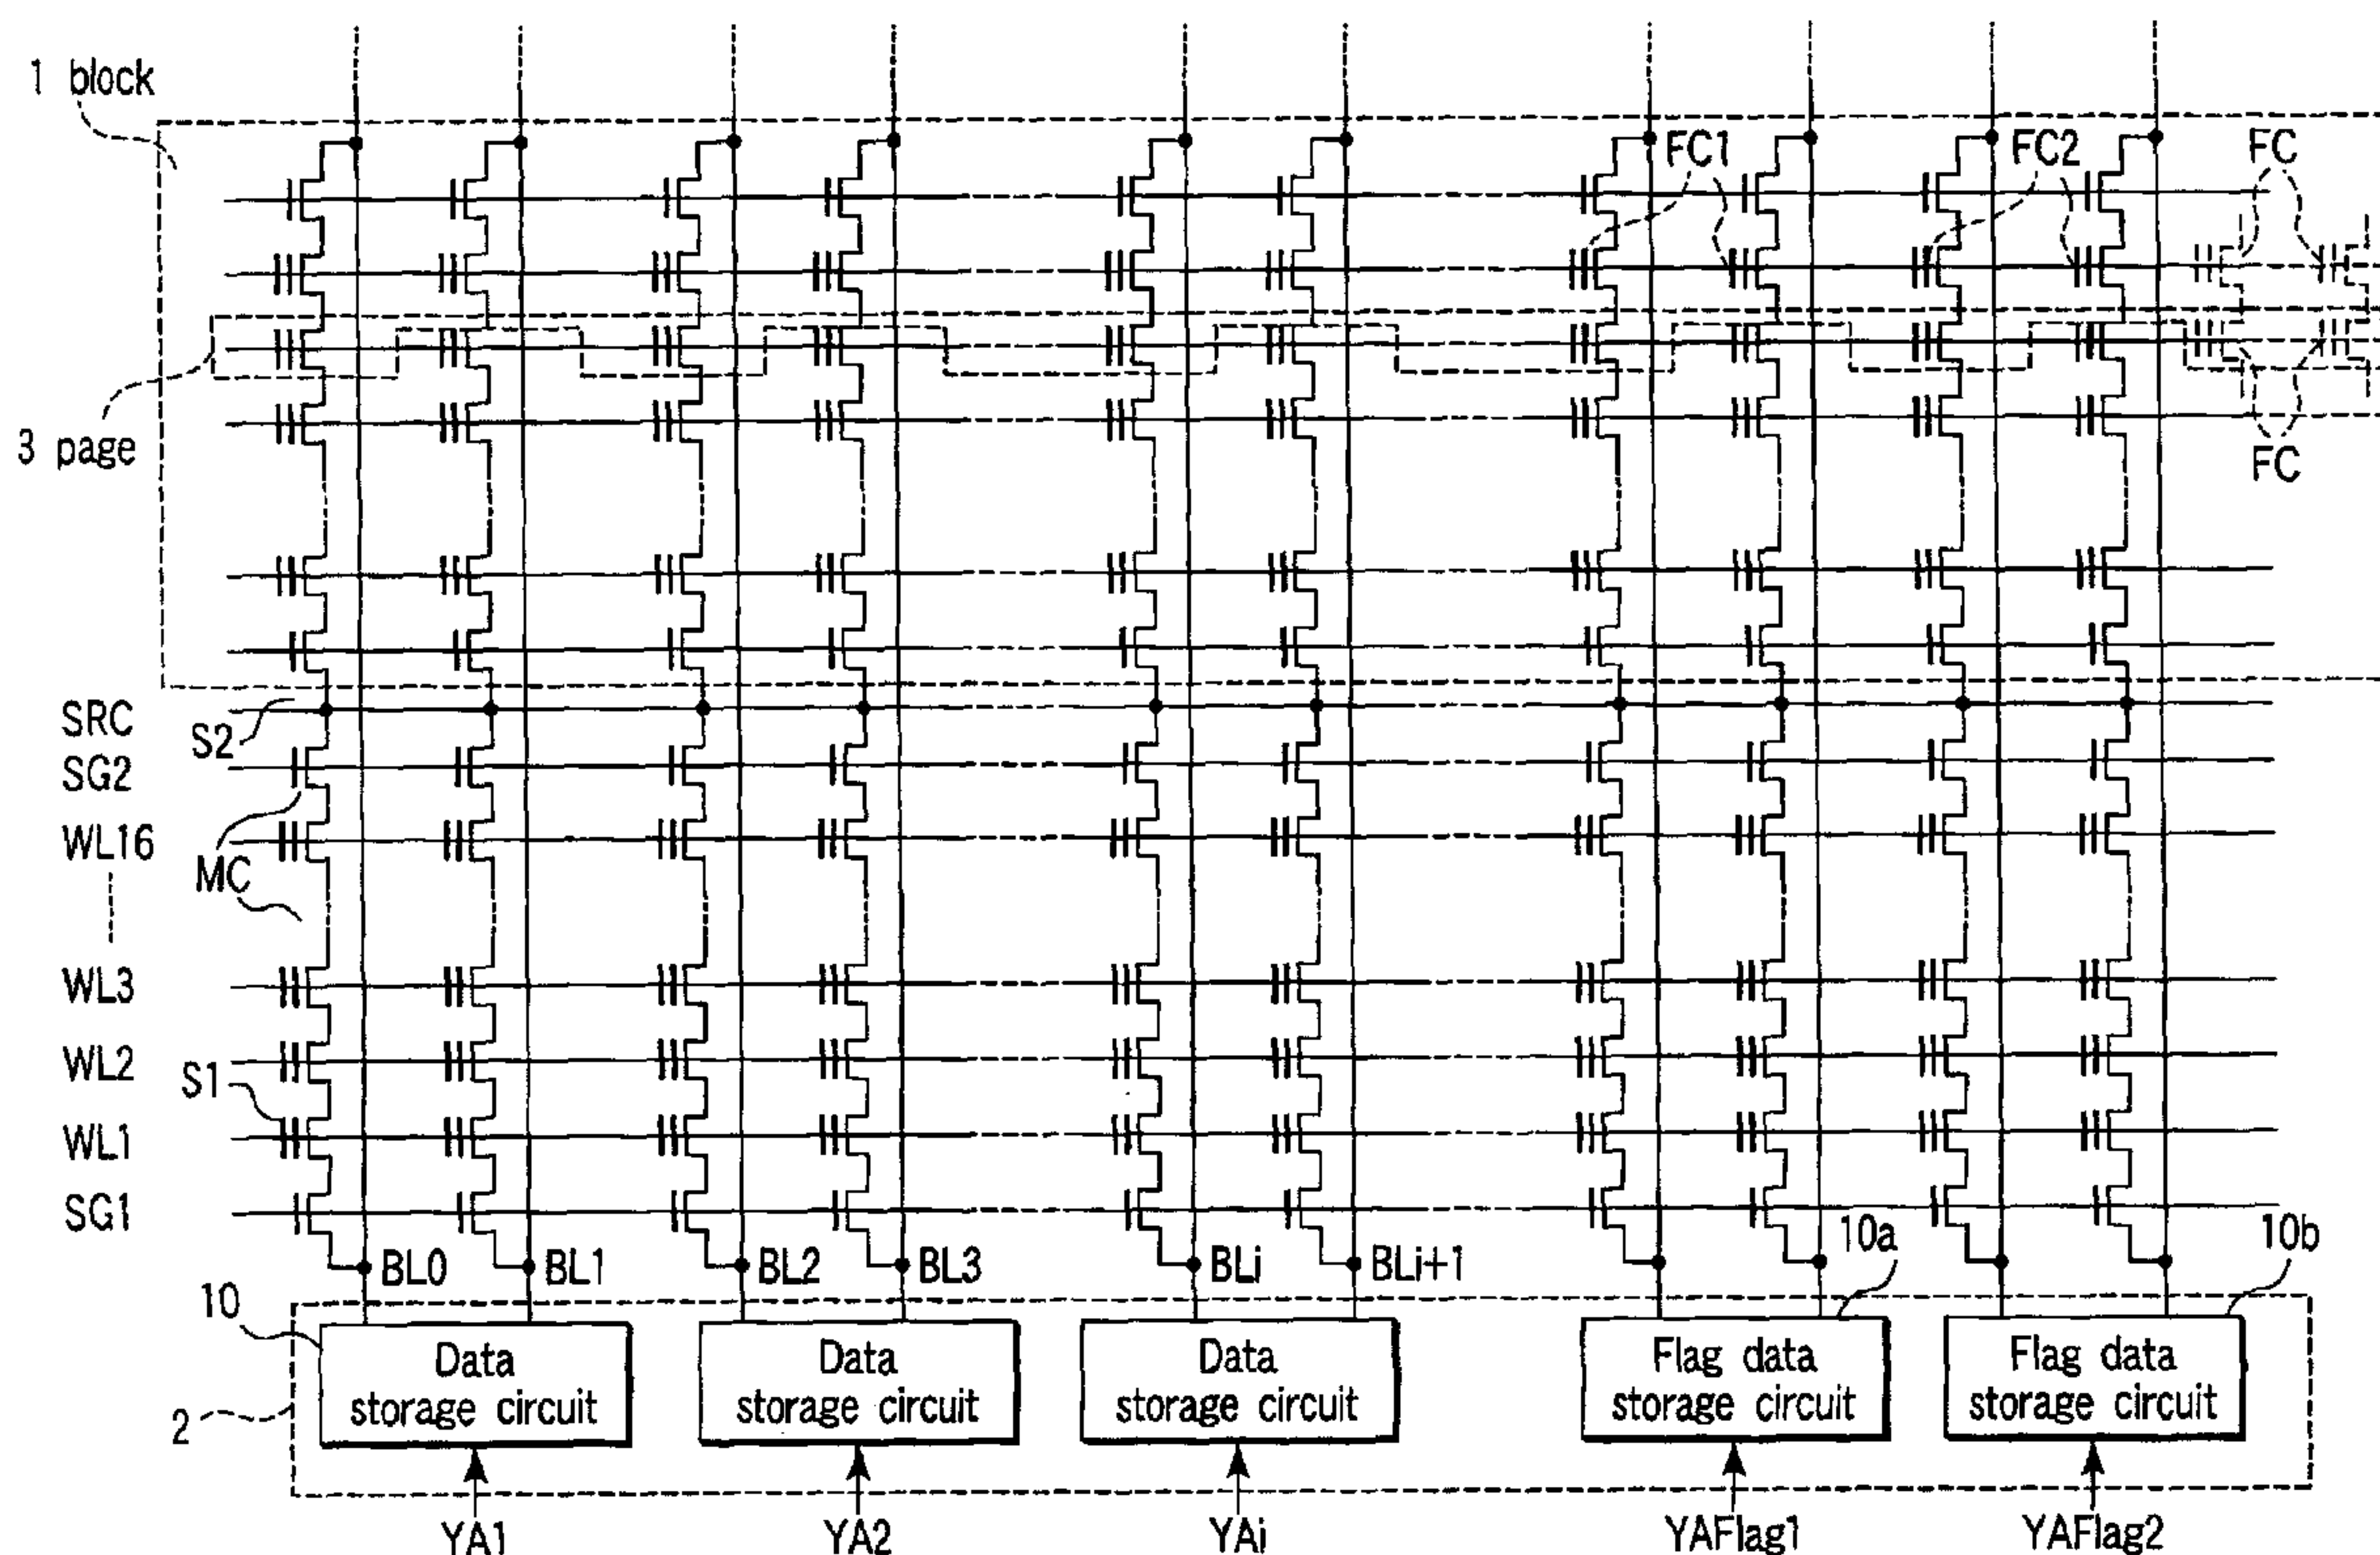 1 block
FC1
FC2
FC
3 page
FC
SRC
S2
SG2
WL16
MC
WL3
WL2
S1
WL1
SG1
BL0
BL1
BL2
BL3
BLi
BLi+1
10a
10b
10
Data
storage circuit
Data
storage circuit
Data
storage circuit
Flag data
storage circuit
Flag data
storage circuit
2
YA1
YA2
YAi
YAFlag1
YAFlag2